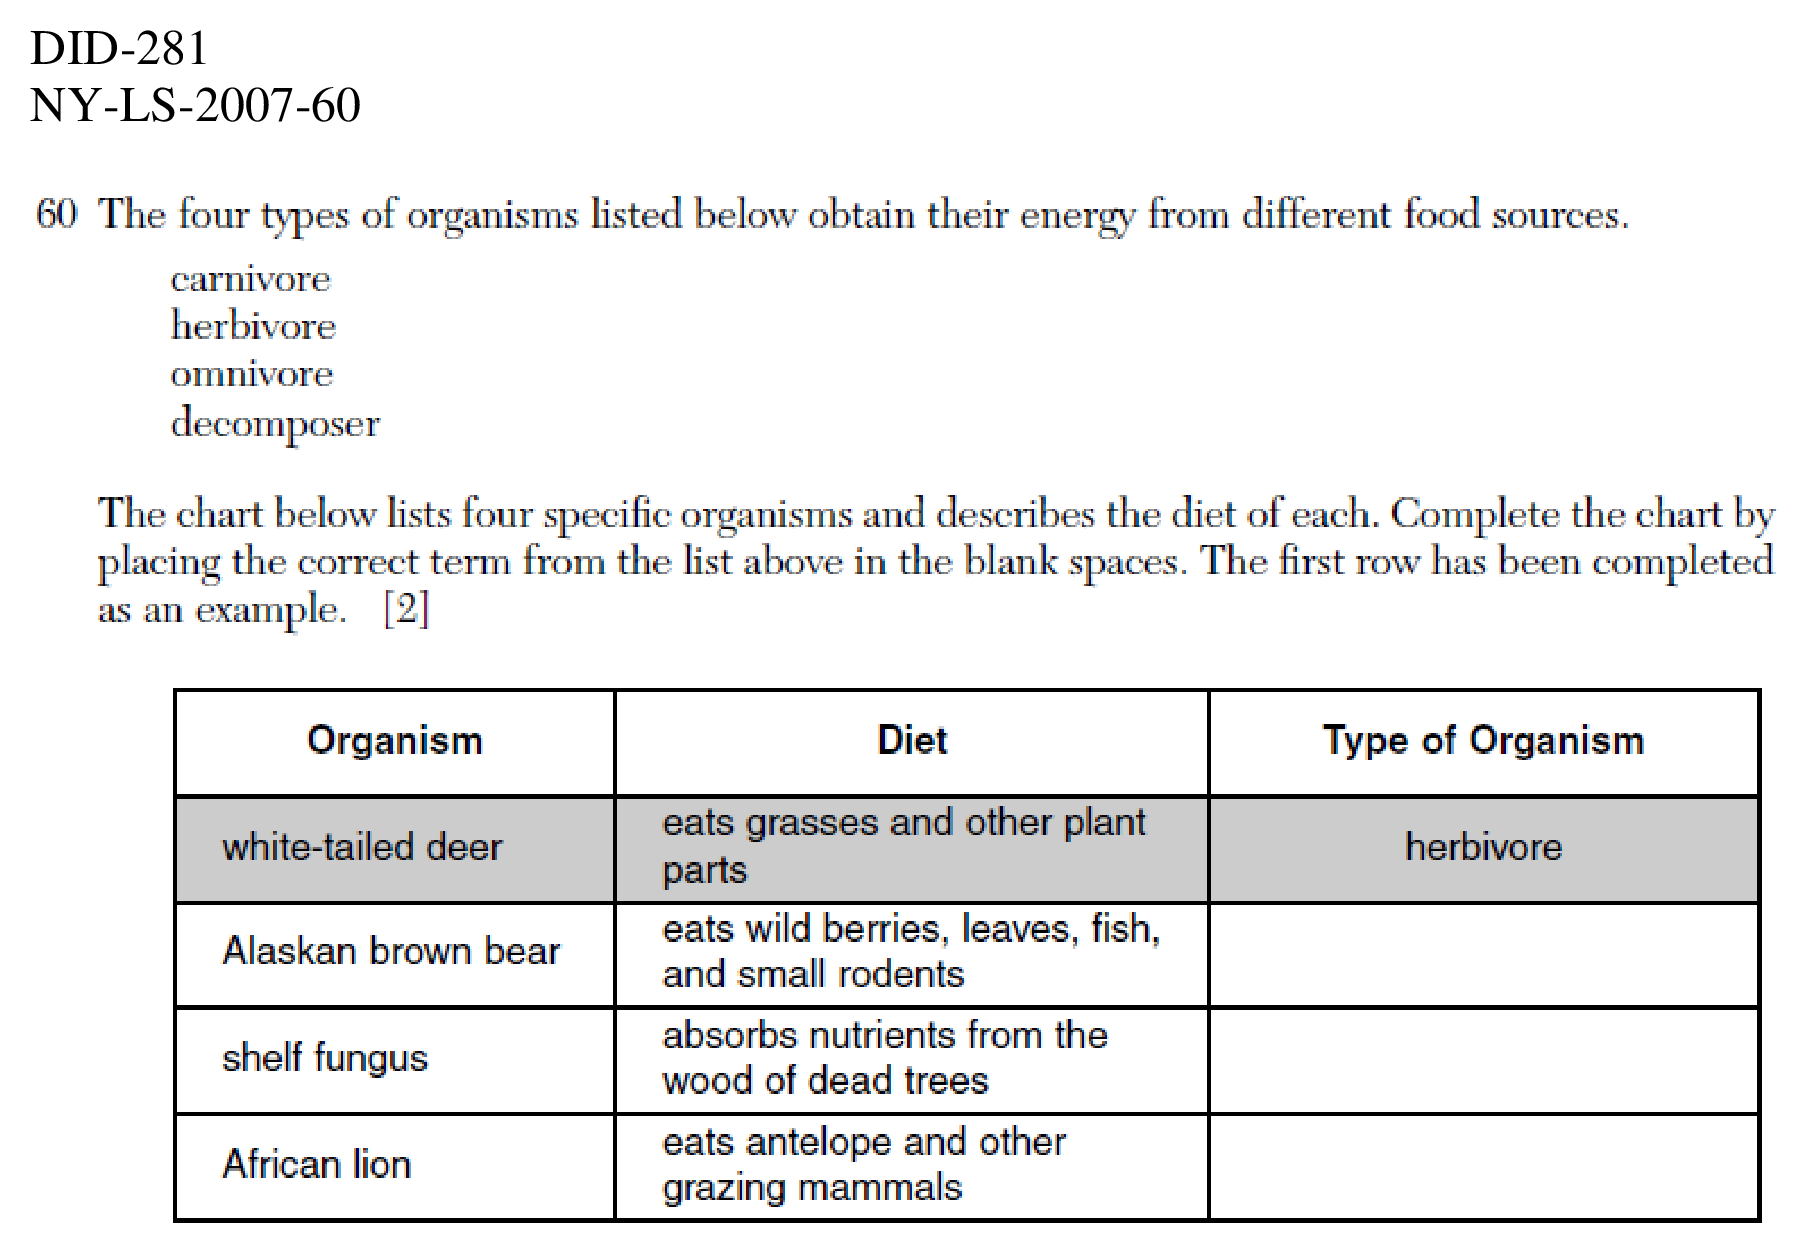 DID-281
NY-LS-2007-60
60 The four types of organisms listed below obtain their energy from different food sources.
carnivore
herbivore
omnivore
decomposer
The chart below lists four specific organisms and describes the diet of each. Complete the chart by
placing the correct term from the list above in the blank spaces. The first row has been completed
as an example. [2]
Organism Diet Type of Organism
white-tailed deer eats grasses and other plant parts herbivore
Alaskan brown bear eats wild berries, leaves, fish, and small rodents
shelf fungus absorbs nutrients from the wood of dead trees
African lion eats antelope and other grazing mammals